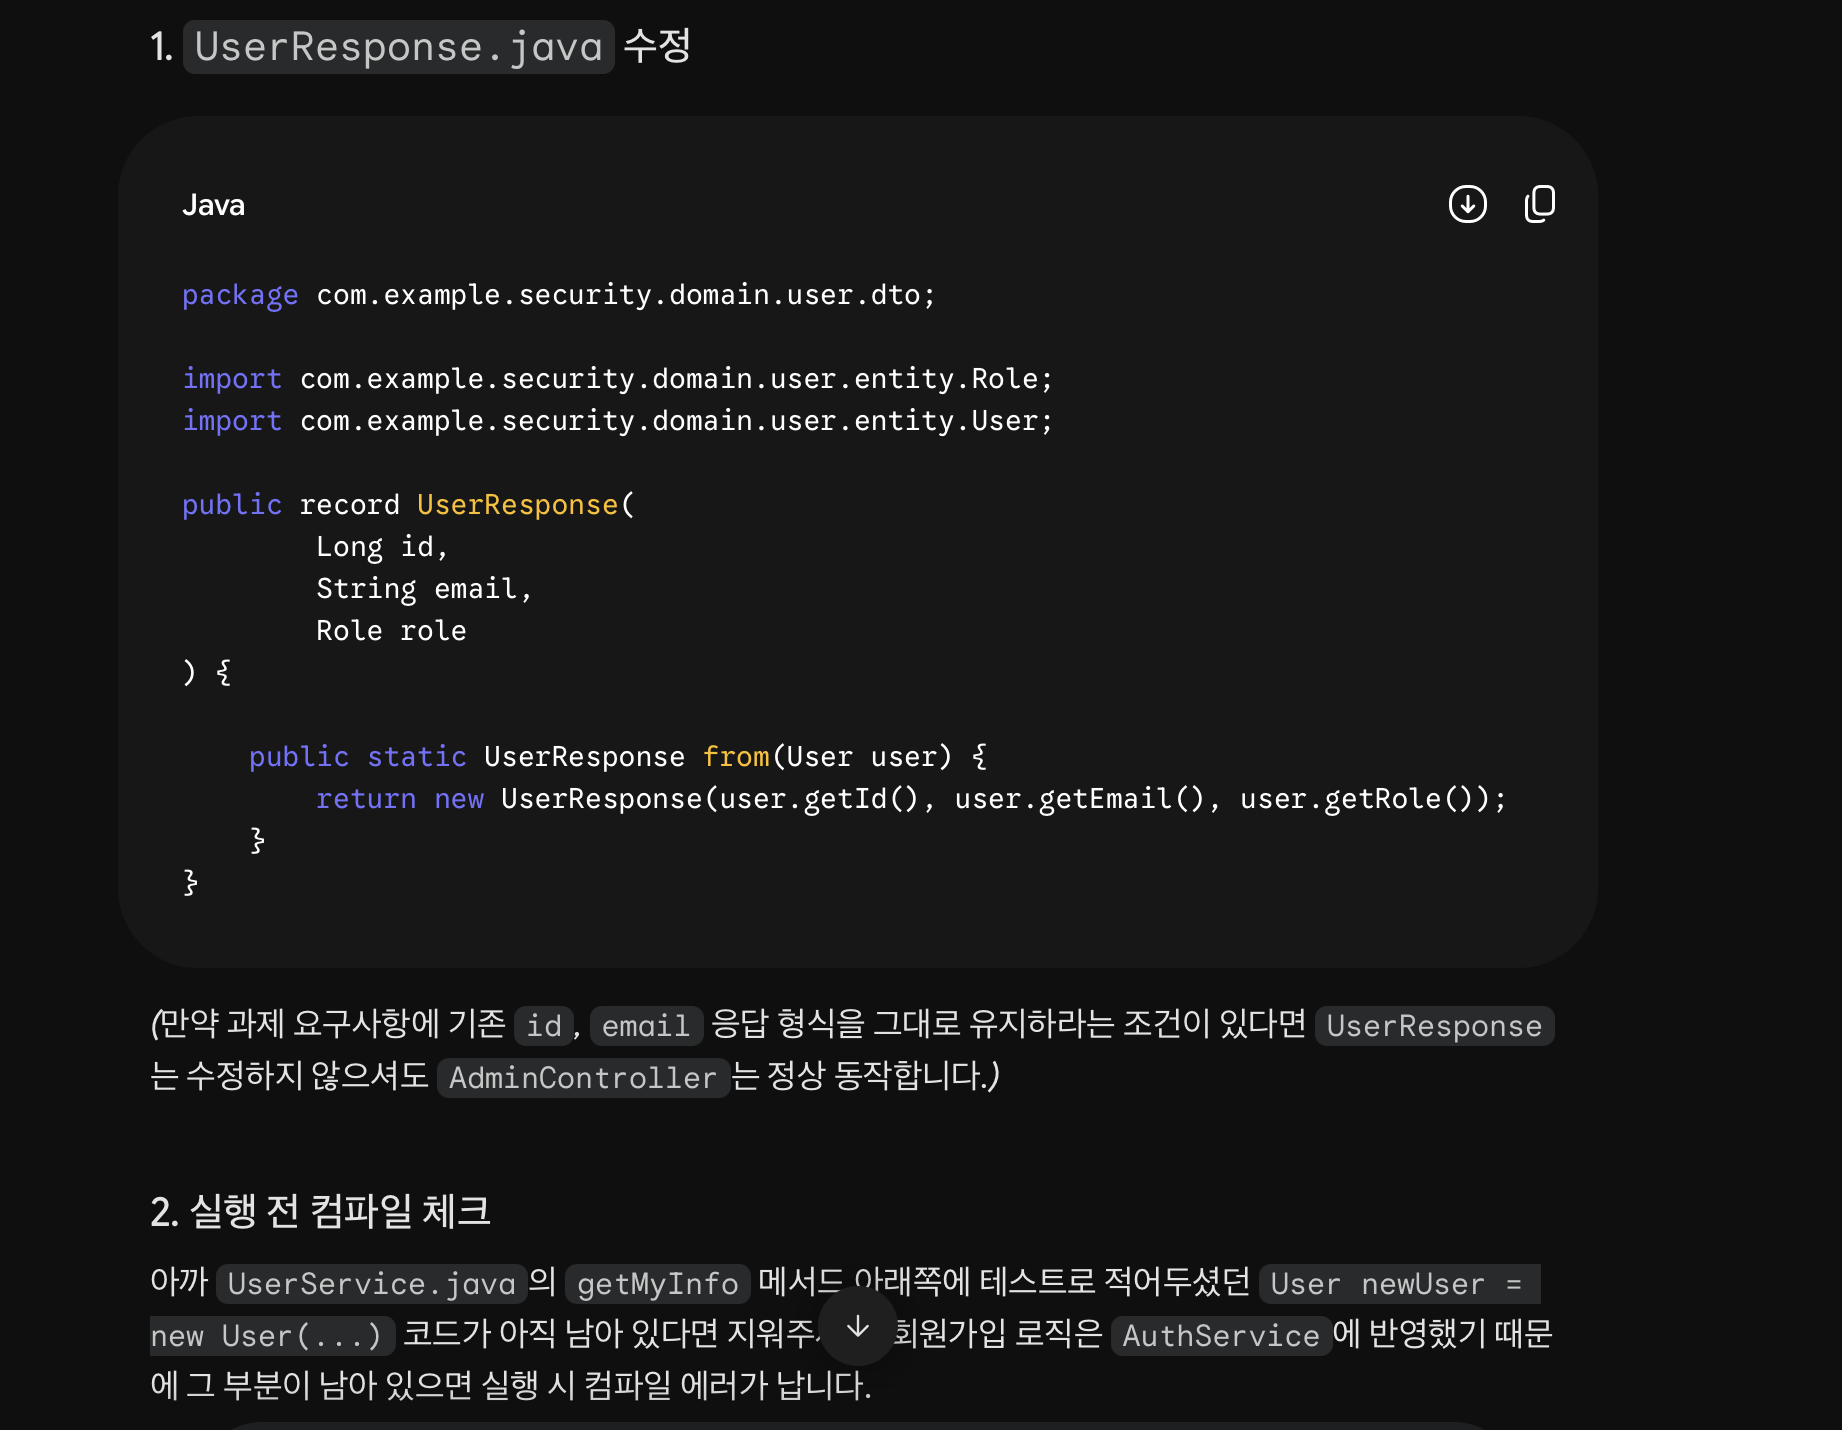 1. UserResponse.java 수정
Java
package com.example.security.domain.user.dto;
import com.example.security.domain.user.entity.Role;
import com.example.security.domain.user.entity.User;
public record UserResponse(
Long id,
String email,
Role role
) {
public static UserResponse from(User user) {
return new UserResponse(user.getId(), user.getEmail(), user.getRole());
}
}
(만약 과제 요구사항에 기존 id, email 응답 형식을 그대로 유지하라는 조건이 있다면 UserResponse
는 수정하지 않으셔도 AdminController는 정상 동작합니다.)
2. 실행 전 컴파일 체크
아까 UserService.java의 getMyInfo 메서드 아래쪽에 테스트로 적어두셨던 User newUser =
new User(...) 코드가 아직 남아 있다면 회원가입 로직은 AuthService에 반영했기 때문
에 그 부분이 남아 있으면 실행 시 컴파일 에러가 납니다.